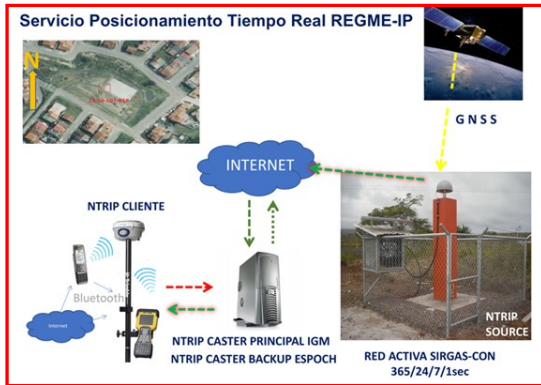 Servicio Posicionamiento Tiempo Real REGME-IP
N
G N S S
INTERNET
NTRIP CLIENTE
Bluetooth
Internet
NTRIP
SOURCE
NTRIP CASTER PRINCIPAL IGM
NTRIP CASTER BACKUP ESPOCH
RED ACTIVA SIRGAS-CON
365/24/7/1sec